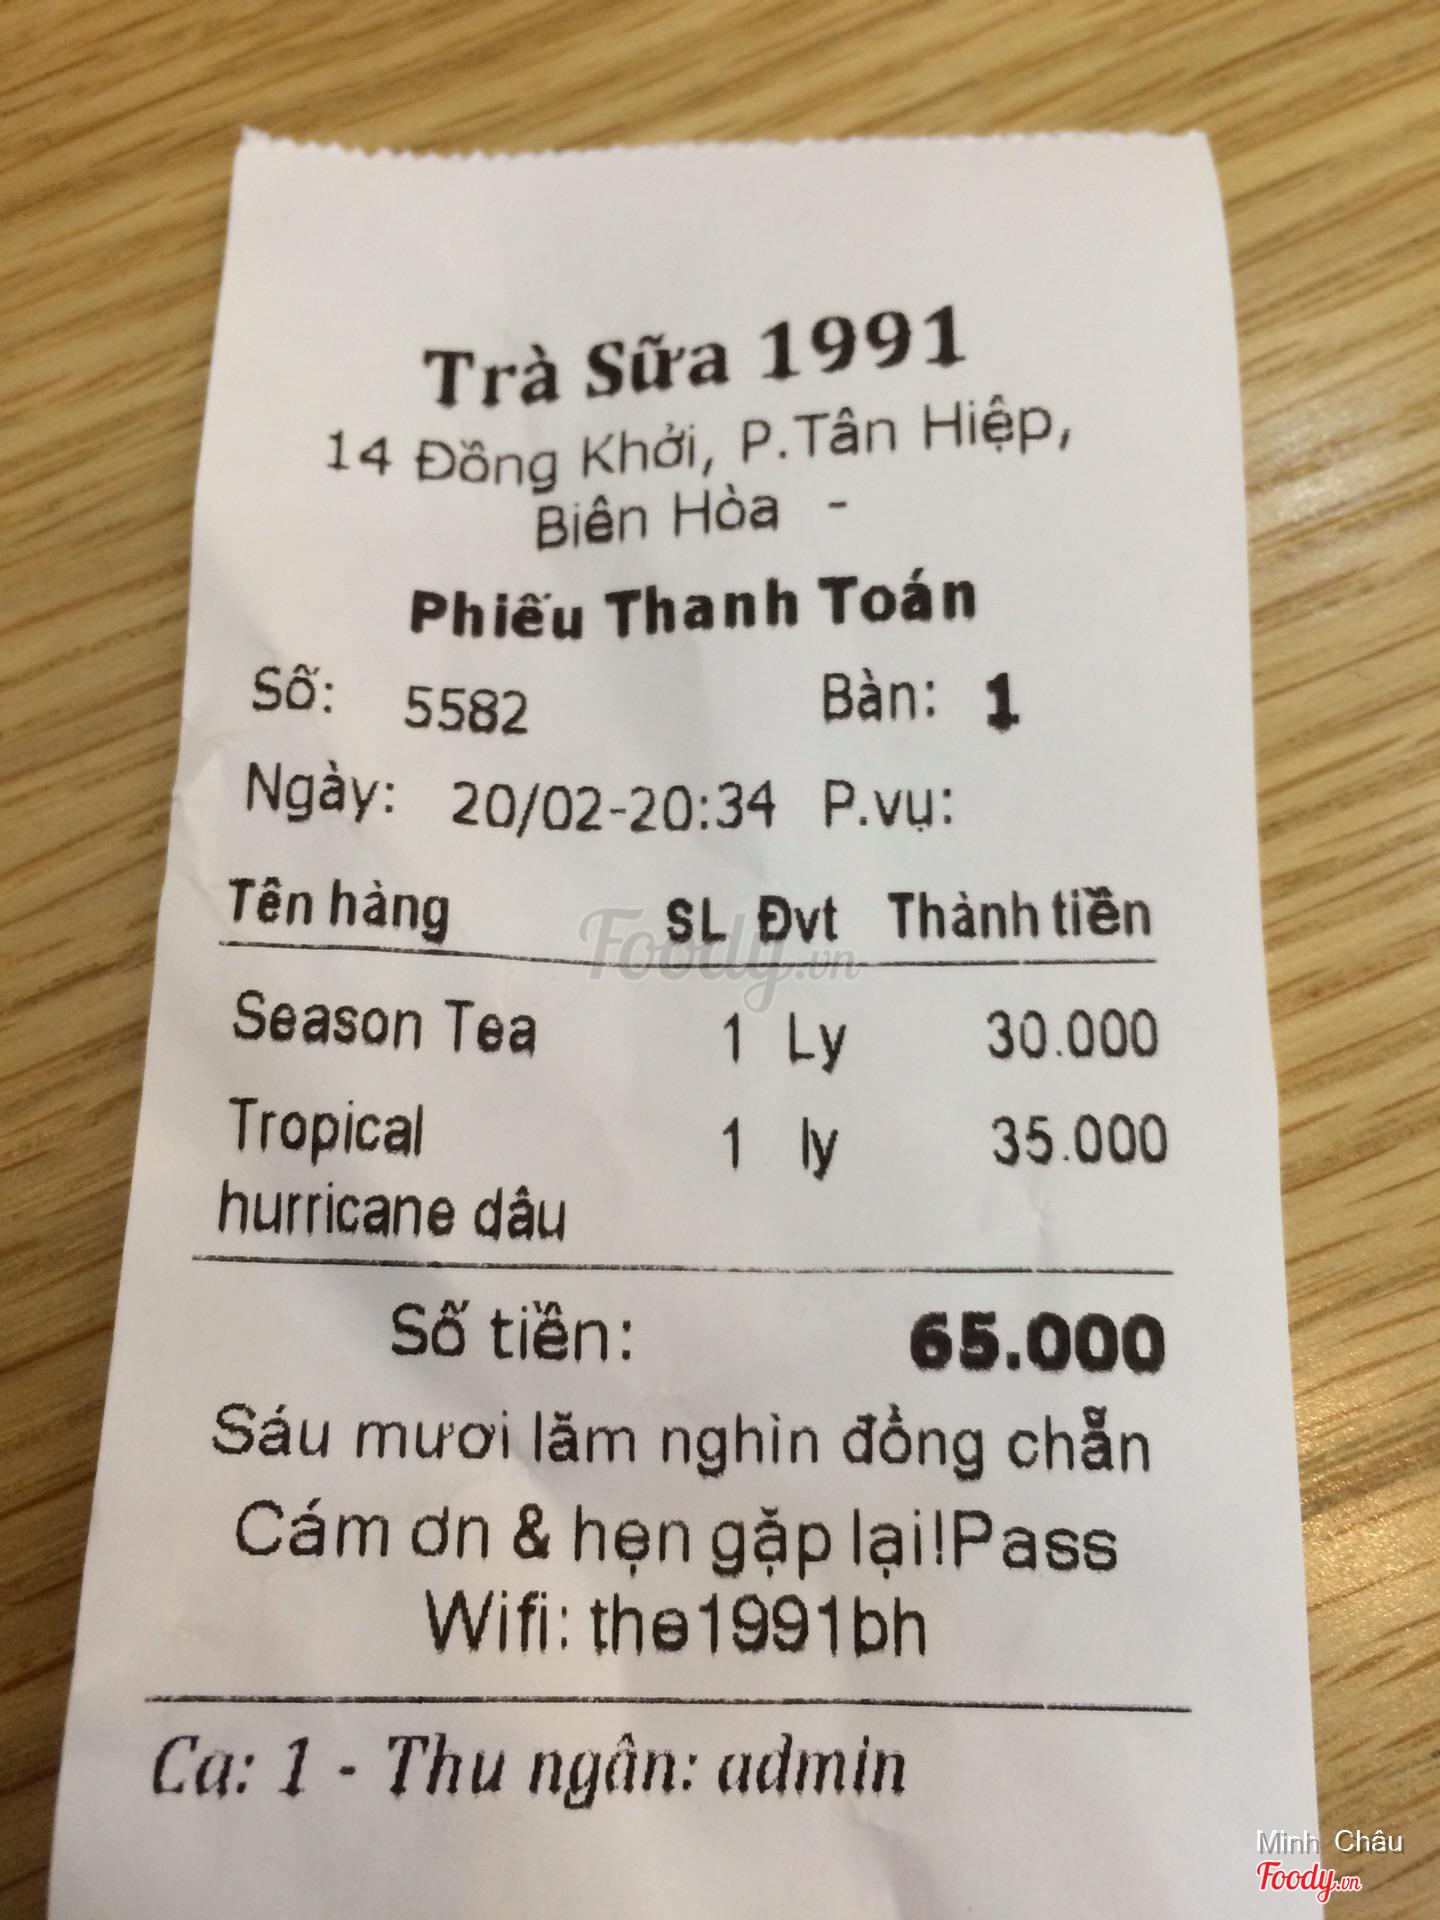 Trà Sữa 1991
14 Đồng Khởi, P.Tân Hiệp,
Biên Hòa -
Phiếu Thanh Toán
Số: 5582 Bàn: 1
Ngày: 20/02-20:34 P.vụ:
Tên hàng SL Đvt Thành tiền
Foody.vn
Season Tea 1 Ly 30.000
Tropical 1 ly 35.000
hurricane dâu
Số tiền: 65.000
Sáu mươi lăm nghìn đồng chẵn
Cám ơn & hẹn gặp lại!Pass
Wifi: the1991bh
Ca: 1 - Thu ngân: admin
Minh Châu
Foody.vn